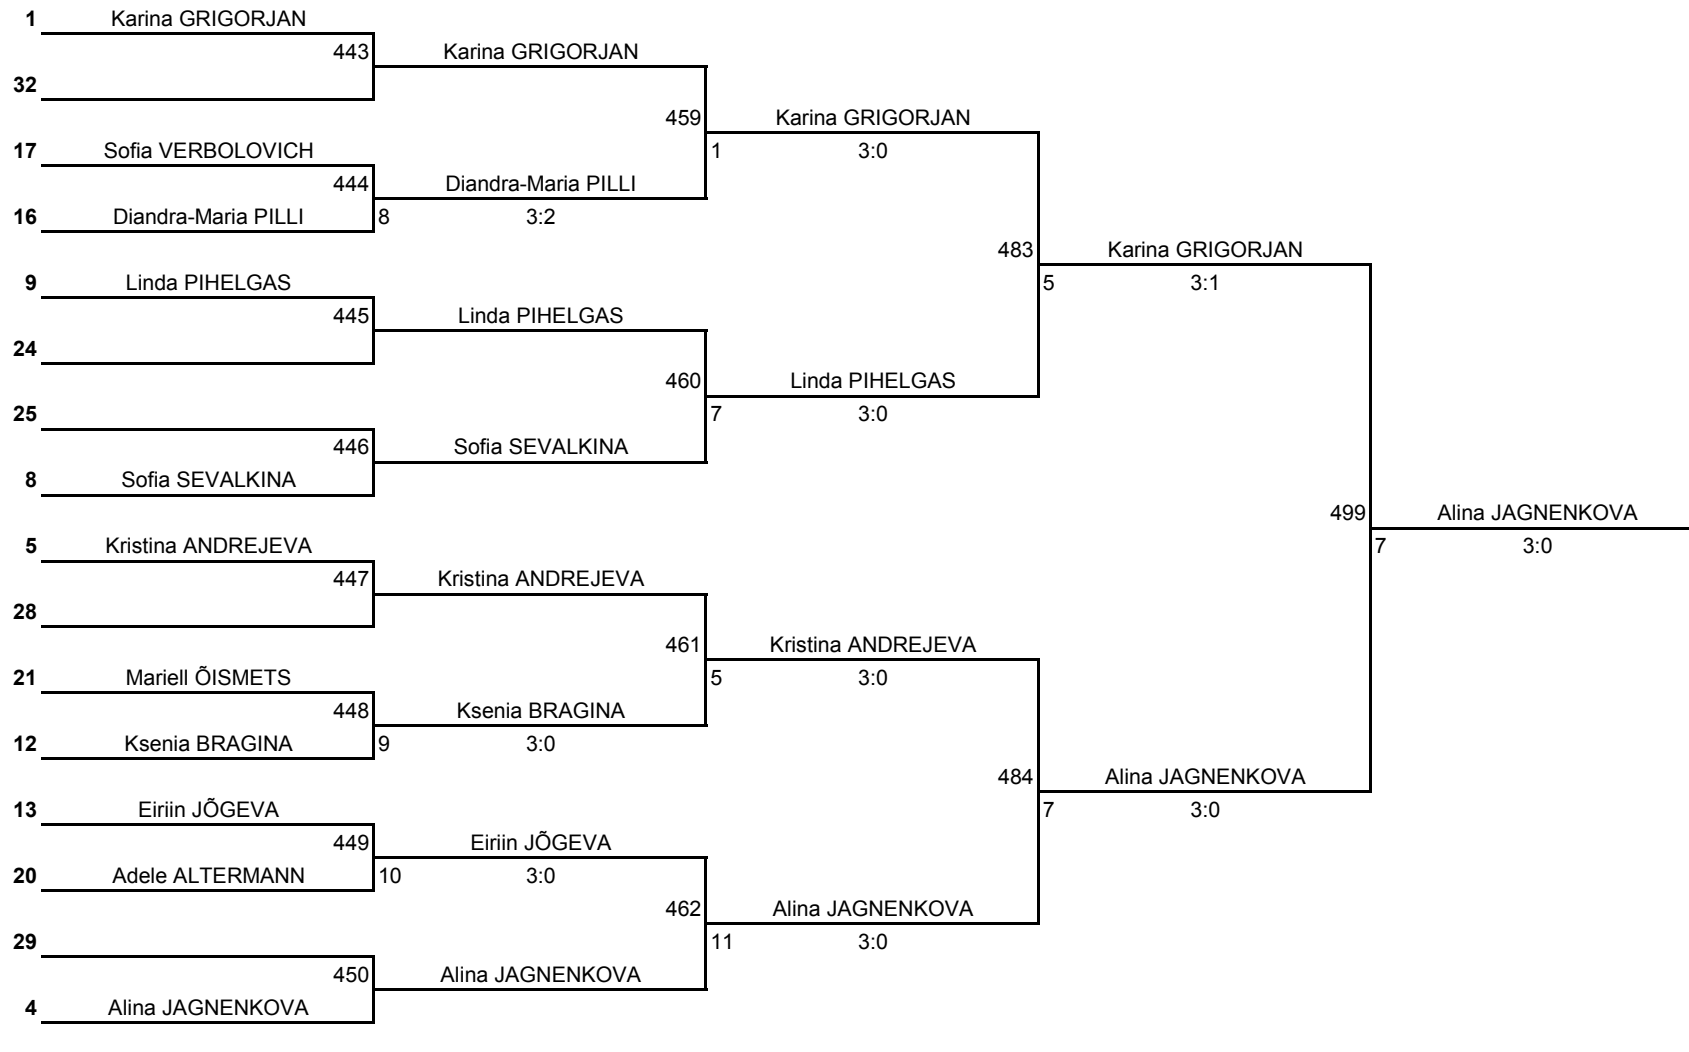 1 Karina GRIGORJAN
443 Karina GRIGORJAN
32
459 Karina GRIGORJAN
17 Sofia VERBOLOVICH 1 3:0
444 Diandra-Maria PILLI
16 Diandra-Maria PILLI 8 3:2
483 Karina GRIGORJAN
9 Linda PIHELGAS 5 3:1
445 Linda PIHELGAS
24
460 Linda PIHELGAS
25 7 3:0
446 Sofia SEVALKINA
8 Sofia SEVALKINA
499 Alina JAGNENKOVA
5 Kristina ANDREJEVA 7 3:0
447 Kristina ANDREJEVA
28
461 Kristina ANDREJEVA
21 Mariell ÕISMETS 5 3:0
448 Ksenia BRAGINA
12 Ksenia BRAGINA 9 3:0
484 Alina JAGNENKOVA
13 Eiriin JÕGEVA 7 3:0
449 Eiriin JÕGEVA
20 Adele ALTERMANN 10 3:0
462 Alina JAGNENKOVA
29 11 3:0
450 Alina JAGNENKOVA
4 Alina JAGNENKOVA